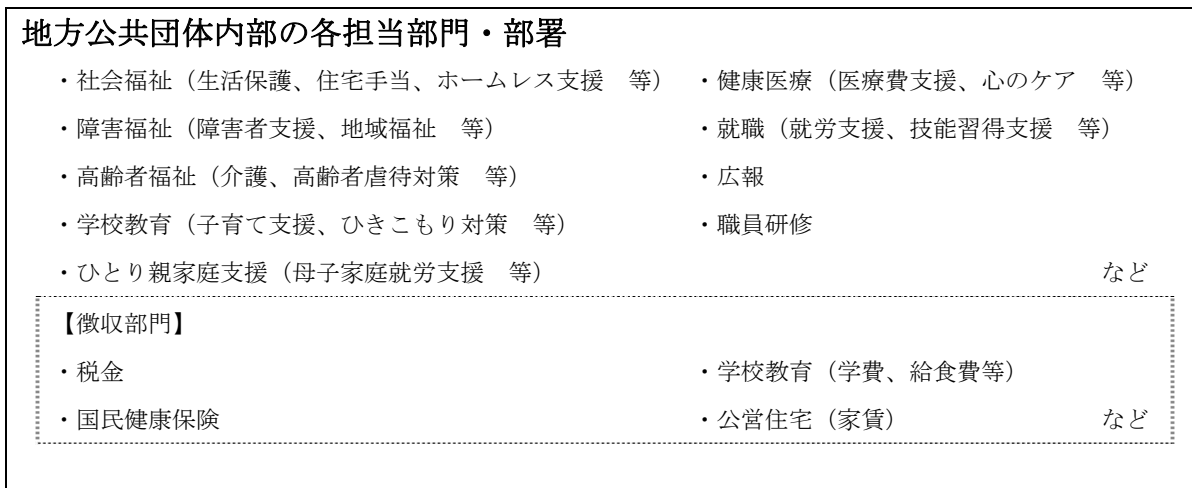 地方公共団体内部の各担当部門・部署
・社会福祉（生活保護、住宅手当、ホームレス支援　等）　・健康医療（医療費支援、心のケア　等）
・障害福祉（障害者支援、地域福祉　等）　・就職（就労支援、技能習得支援　等）
・高齢者福祉（介護、高齢者虐待対策　等）　・広報
・学校教育（子育て支援、ひきこもり対策　等）　・職員研修
・ひとり親家庭支援（母子家庭就労支援　等）　など
【徴収部門】
・税金　・学校教育（学費、給食費等）
・国民健康保険　・公営住宅（家賃）　など